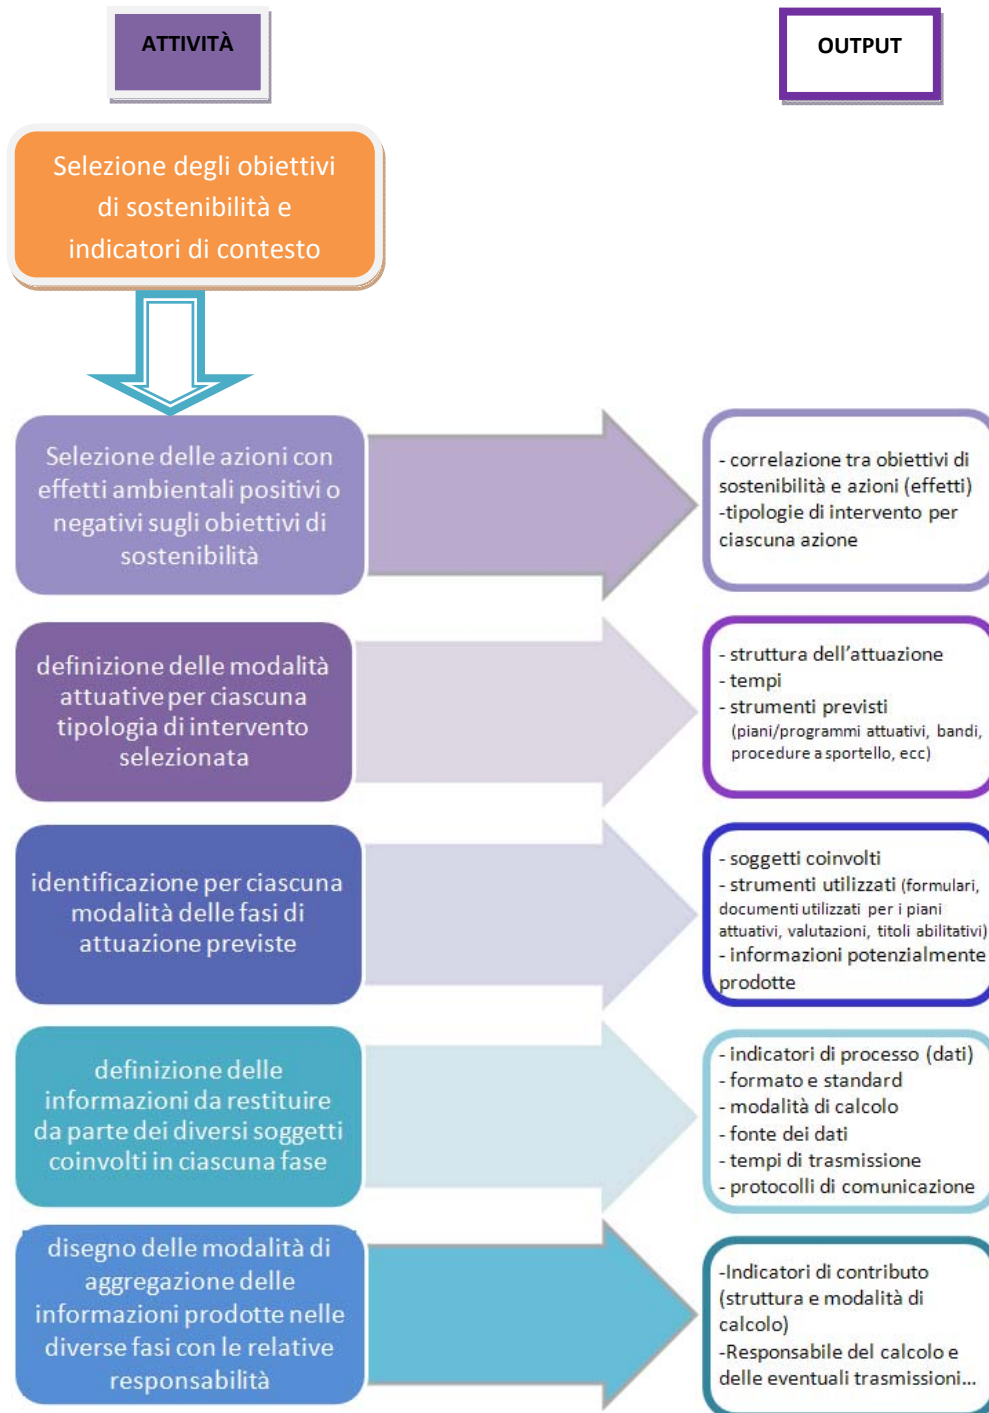 ATTIVITÀ
OUTPUT
Selezione degli obiettivi
di sostenibilità e
indicatori di contesto
Selezione delle azioni con
effetti ambientali positivi o
negativi sugli obiettivi di
sostenibilità
- correlazione tra obiettivi di
sostenibilità e azioni (effetti)
-tipologie di intervento per
ciascuna azione
definizione delle modalità
attuative per ciascuna
tipologia di intervento
selezionata
- struttura dell'attuazione
- tempi
- strumenti previsti
(piani/programmi attuativi, bandi,
procedure a sportello, ecc)
identificazione per ciascuna
modalità delle fasi di
attuazione previste
- soggetti coinvolti
- strumenti utilizzati (formulari,
documenti utilizzati per i piani
attuativi, valutazioni, titoli abilitativi)
- informazioni potenzialmente
prodotte
definizione delle
informazioni da restituire
da parte dei diversi soggetti
coinvolti in ciascuna fase
- indicatori di processo (dati)
- formato e standard
- modalità di calcolo
- fonte dei dati
- tempi di trasmissione
- protocolli di comunicazione
disegno delle modalità di
aggregazione delle
informazioni prodotte nelle
diverse fasi con le relative
responsabilità
-Indicatori di contributo
(struttura e modalità di
calcolo)
-Responsabile del calcolo e
delle eventuali trasmissioni...